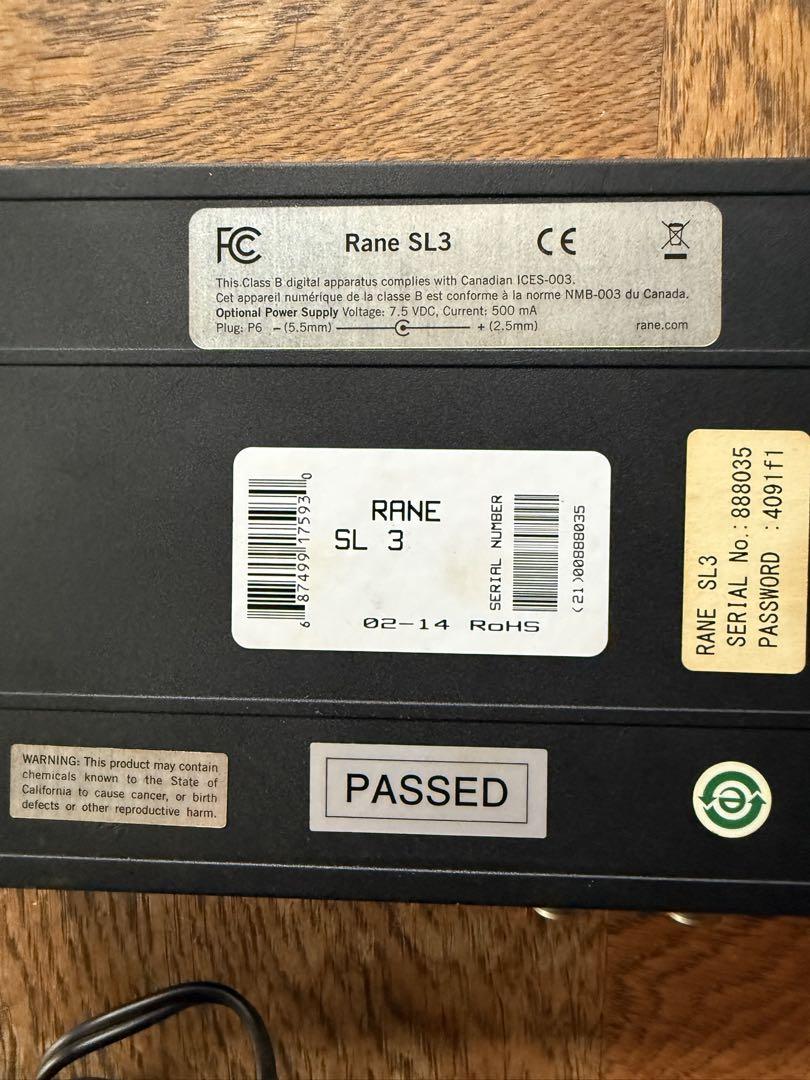 FC
Rane SL3
CE
This Class B digital apparatus complies with Canadian ICES-003.
Cet appareil numérique de la classe B est conforme à la norme NMB-003 du Canada.
Optional Power Supply Voltage: 7.5 VDC, Current: 500 mA
Plug: P6 – (5.5mm) + (2.5mm)
rane.com
6 87499 17593 0
RANE
SL 3
SERIAL NUMBER
(21)00888035
02-14 RoHS
RANE SL3
SERIAL No.: 888035
PASSWORD : 4091f1
WARNING: This product may contain
chemicals known to the State of
California to cause cancer, or birth
defects or other reproductive harm.
PASSED
e